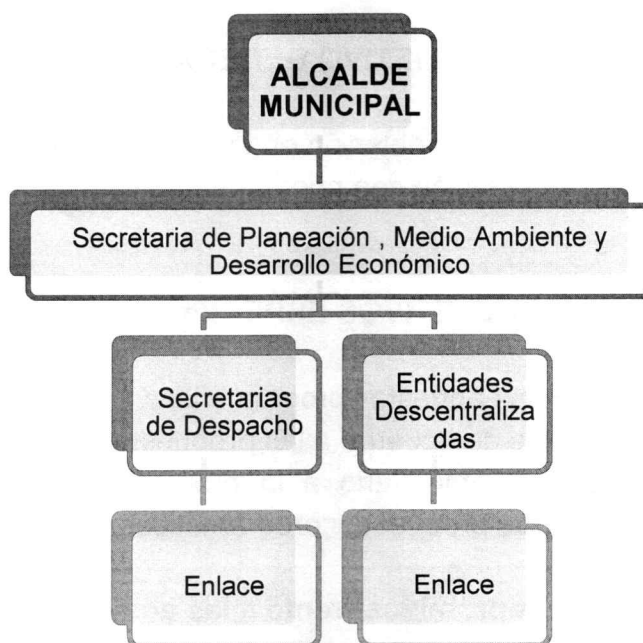 ALCALDE
MUNICIPAL
Secretaria de Planeación , Medio Ambiente y
Desarrollo Económico
Secretarias
de Despacho
Entidades
Descentraliza
das
Enlace
Enlace